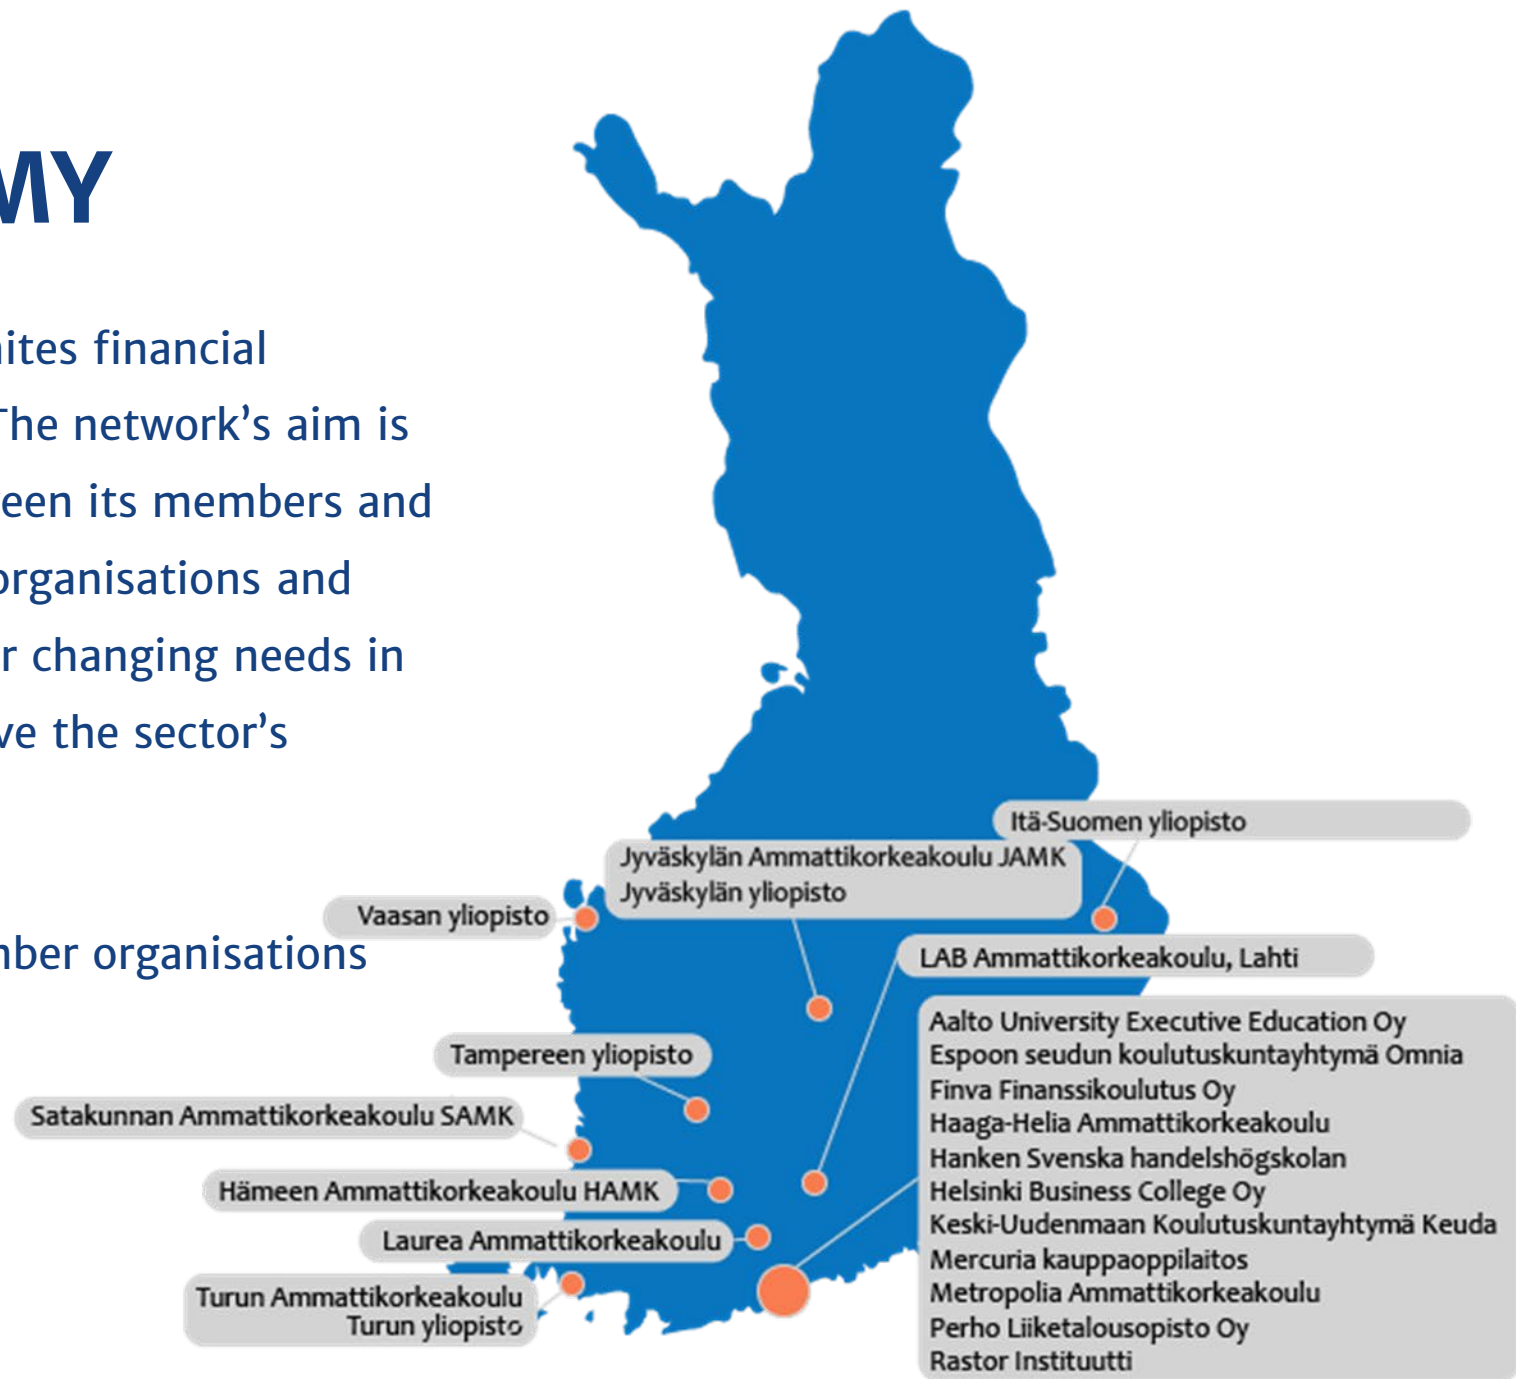 MY
ites financial
The network's aim is
een its members and
organisations and
r changing needs in
ve the sector's
nber organisations
Itä-Suomen yliopisto
Jyväskylän Ammattikorkeakoulu JAMK
Jyväskylän yliopisto
Vaasan yliopisto
LAB Ammattikorkeakoulu, Lahti
Tampereen yliopisto
Satakunnan Ammattikorkeakoulu SAMK
Hämeen Ammattikorkeakoulu HAMK
Laurea Ammattikorkeakoulu
Turun Ammattikorkeakoulu
Turun yliopisto
Aalto University Executive Education Oy
Espoon seudun koulutuskuntayhtymä Omnia
Finva Finanssikoulutus Oy
Haaga-Helia Ammattikorkeakoulu
Hanken Svenska handelshögskolan
Helsinki Business College Oy
Keski-Uudenmaan Koulutuskuntayhtymä Keuda
Mercuria kauppaoppilaitos
Metropolia Ammattikorkeakoulu
Perho Liiketalousopisto Oy
Rastor Instituutti